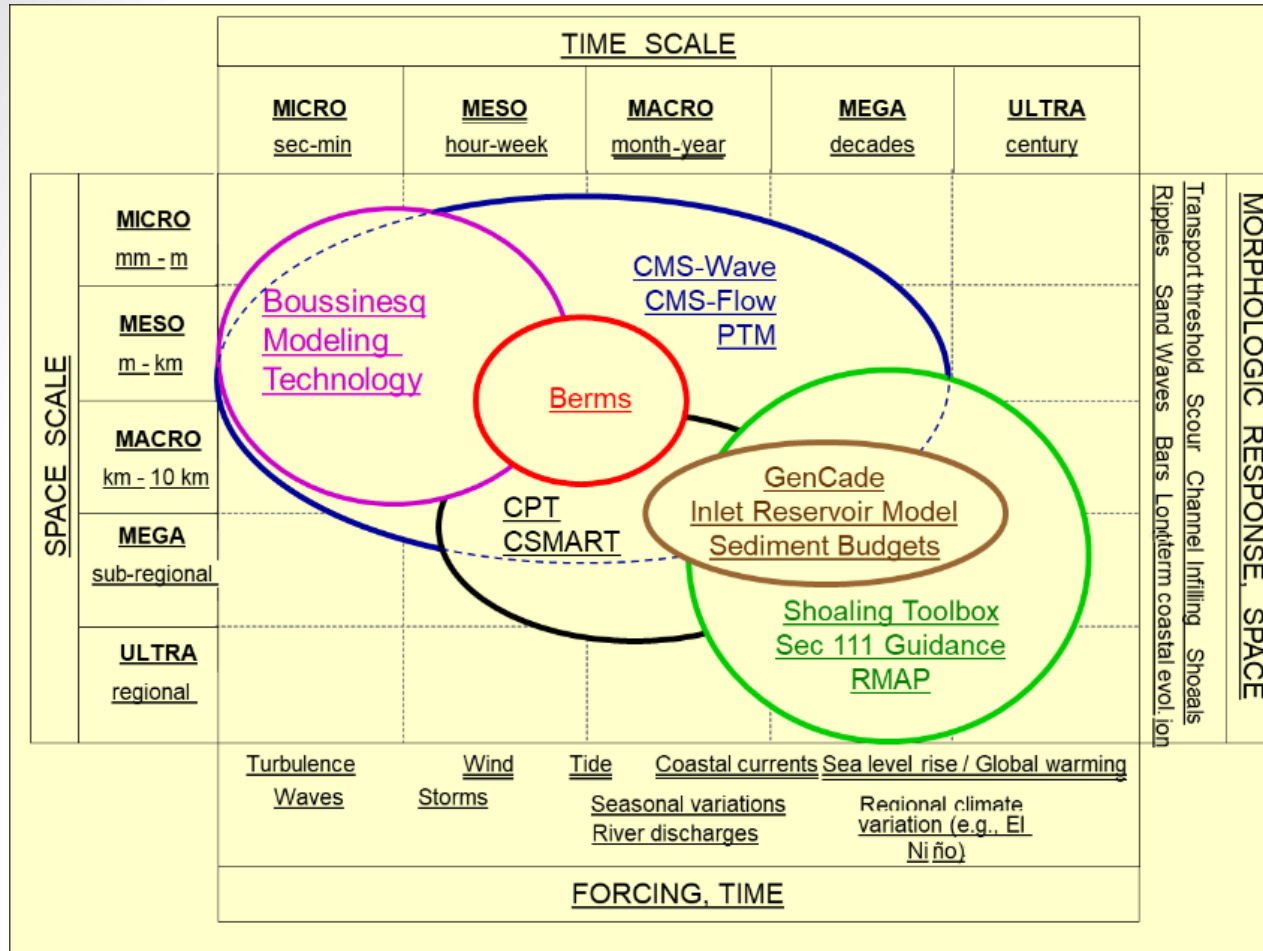 TIME SCALE
MICRO
sec-min
MESO
hour-week
MACRO
month-year
MEGA
decades
ULTRA
century
SPACE SCALE
MICRO
mm - m
MESO
m - km
MACRO
km - 10 km
MEGA
sub-regional
ULTRA
regional
Boussinesq
Modeling
Technology
CMS-Wave
CMS-Flow
PTM
Berms
CPT
CSMART
GenCade
Inlet Reservoir Model
Sediment Budgets
Shoaling Toolbox
Sec 111 Guidance
RMAP
MORPHOLOGIC RESPONSE, SPACE
Transport threshold Scour Channel Infilling Shoaals
Ripples Sand Waves Bars
coastal evol. ion
Turbulence
Waves
Wind
Storms
Tide
Coastal currents
Seasonal variations
River discharges
Sea level rise / Global warming
Regional climate
variation (e.g., El
Niño)
FORCING, TIME